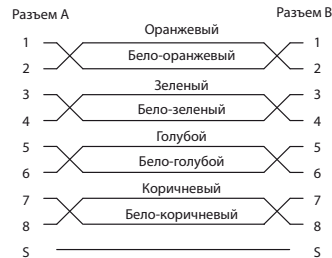 Разъем A Разъем B
Оранжевый
1 1
Бело-оранжевый
2 2
Зеленый
3 3
Бело-зеленый
4 4
Голубой
5 5
Бело-голубой
6 6
Коричневый
7 7
Бело-коричневый
8 8
S S